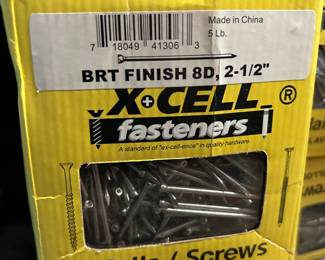 Made in China
7 18049 41306 3
5 Lb.
BRT FINISH 8D, 2-1/2"
X-CELL ®
fasteners
A standard of "ex-cell-ence" in quality hardware.
/ Screws